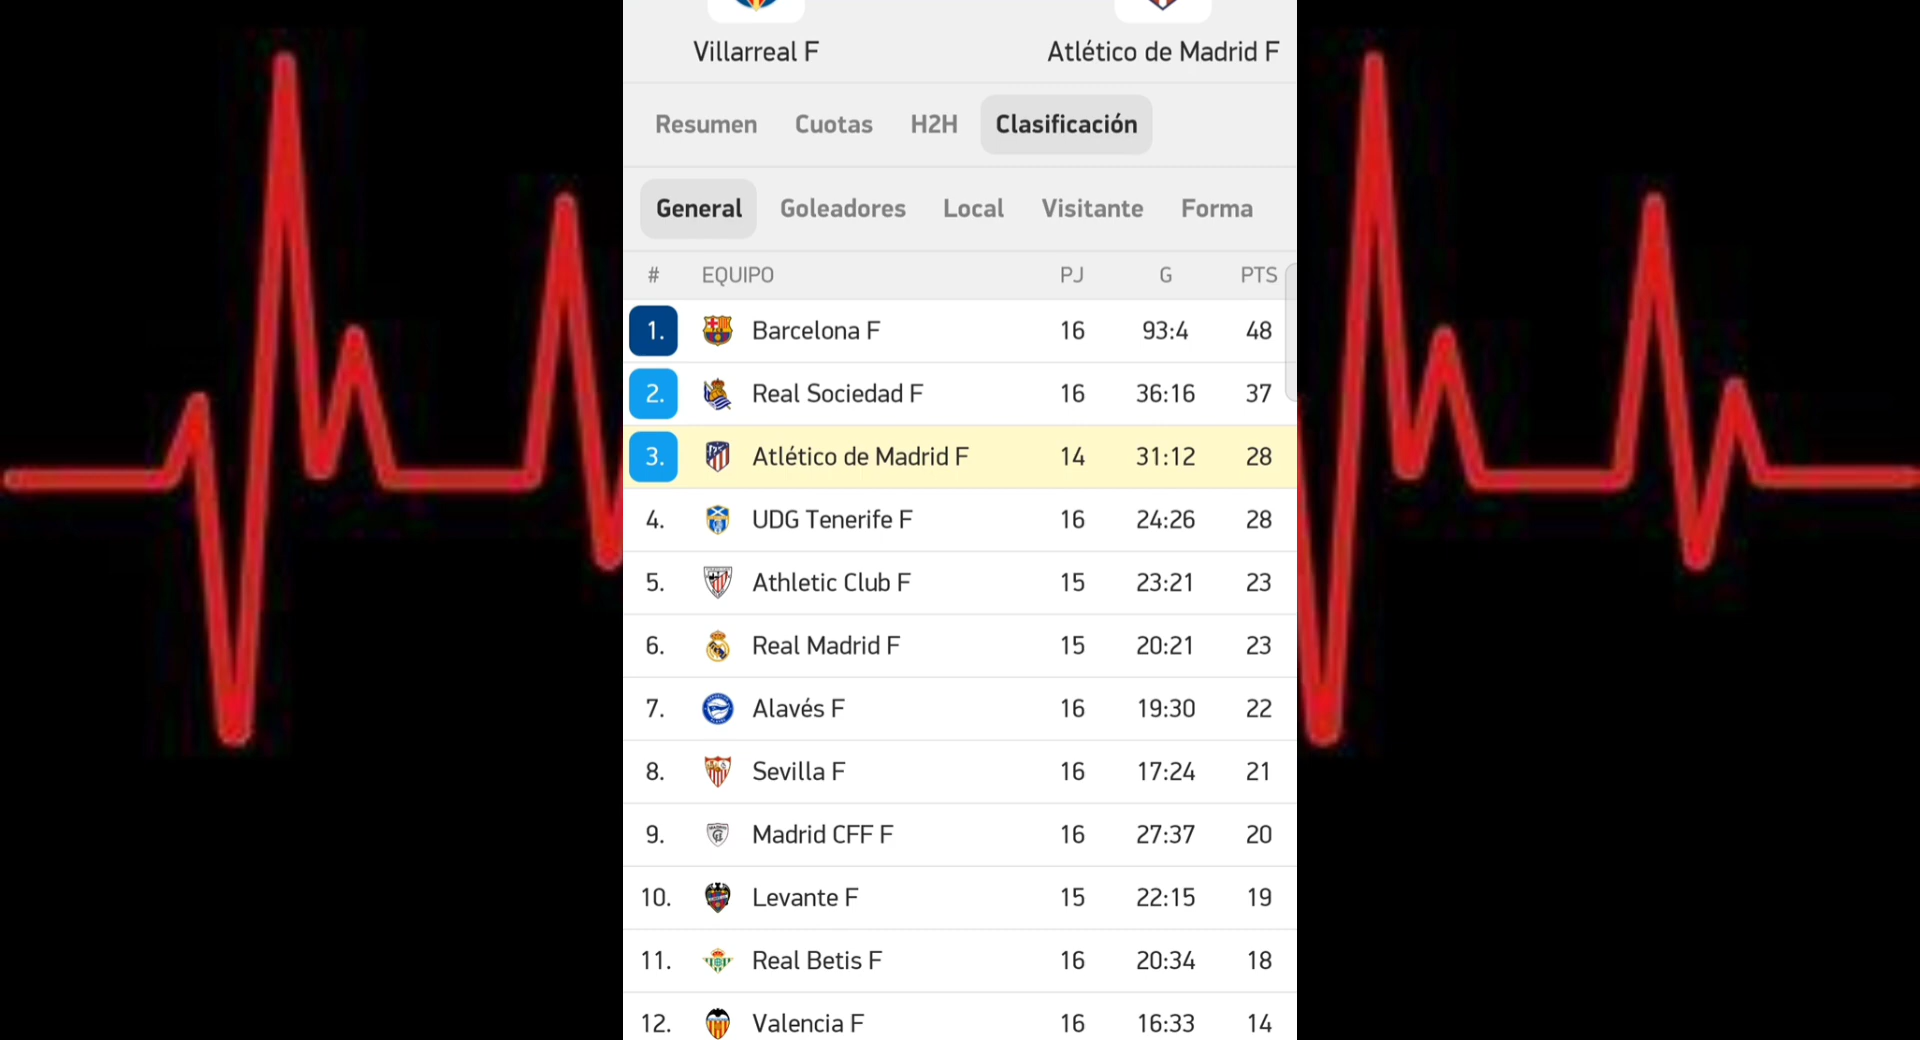 Villarreal F Atlético de Madrid F
Resumen Cuotas H2H Clasificación
General Goleadores Local Visitante Forma
# EQUIPO PJ G PTS
1. Barcelona F 16 93:4 48
2. Real Sociedad F 16 36:16 37
3. Atlético de Madrid F 14 31:12 28
4. UDG Tenerife F 16 24:26 28
5. Athletic Club F 15 23:21 23
6. Real Madrid F 15 20:21 23
7. Alavés F 16 19:30 22
8. Sevilla F 16 17:24 21
9. Madrid CFF F 16 27:37 20
10. Levante F 15 22:15 19
11. Real Betis F 16 20:34 18
12. Valencia F 16 16:33 14